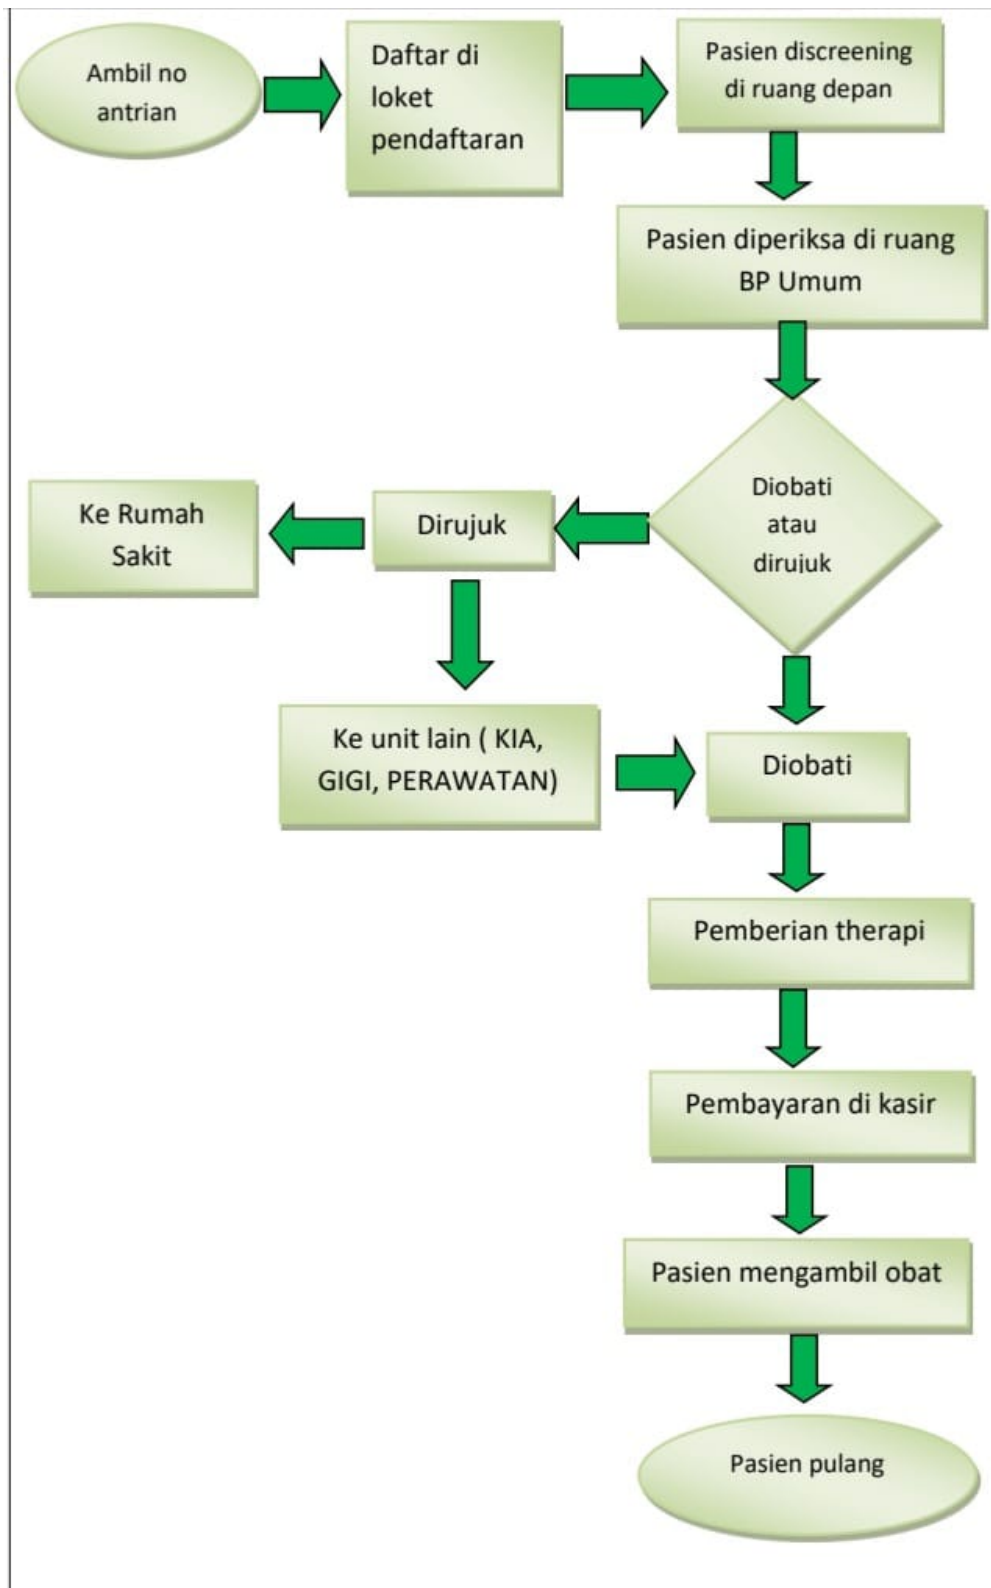 Ambil no
antrian
Daftar di
loket
pendaftaran
Pasien discreening
di ruang depan
Pasien diperiksa di ruang
BP Umum
Diobati
atau
dirujuk
Dirujuk
Ke Rumah
Sakit
Ke unit lain ( KIA,
GIGI, PERAWATAN)
Diobati
Pemberian therapi
Pembayaran di kasir
Pasien mengambil obat
Pasien pulang